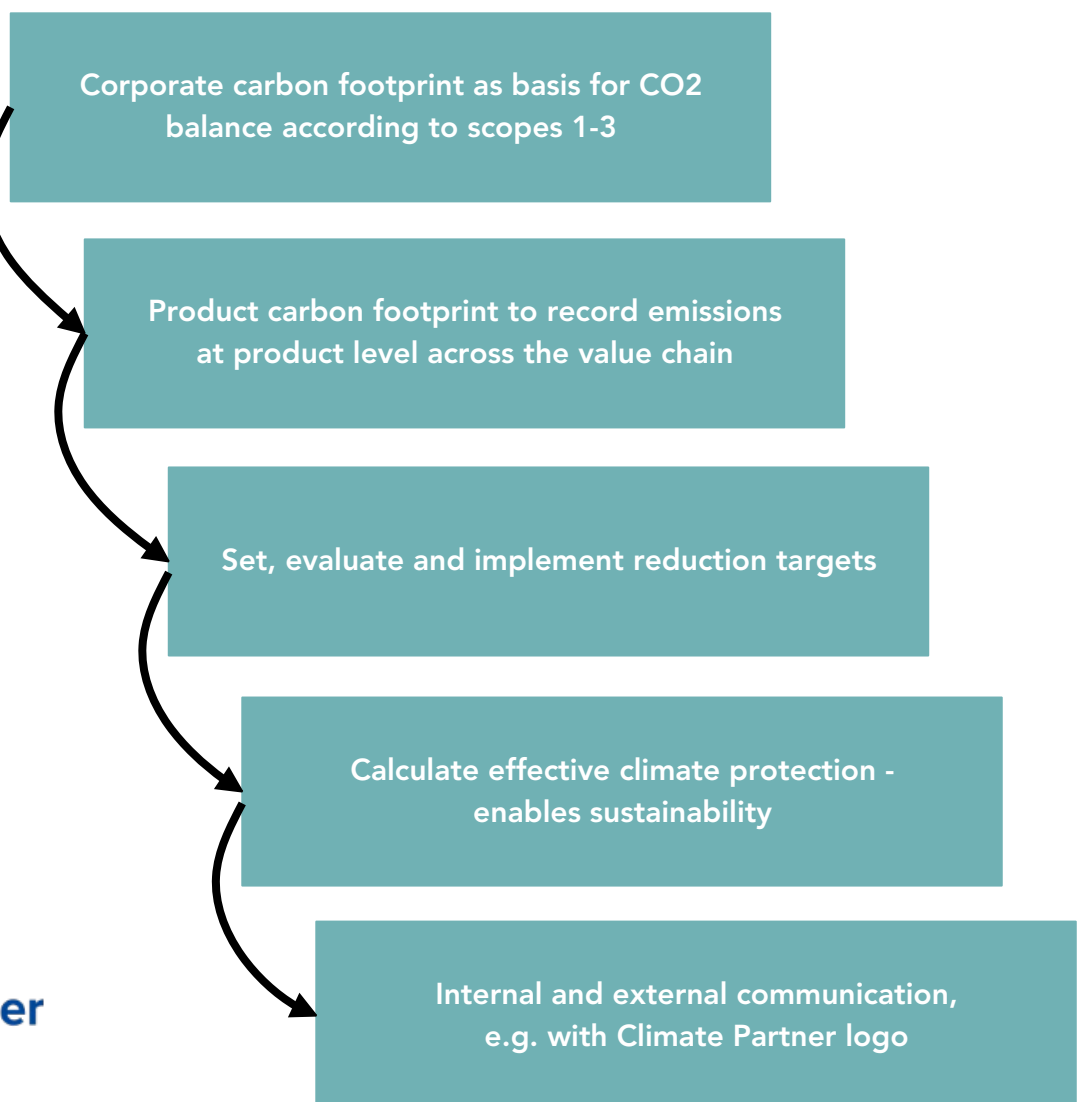 Corporate carbon footprint as basis for CO2
balance according to scopes 1-3
Product carbon footprint to record emissions
at product level across the value chain
Set, evaluate and implement reduction targets
Calculate effective climate protection -
enables sustainability
Internal and external communication,
e.g. with Climate Partner logo
er